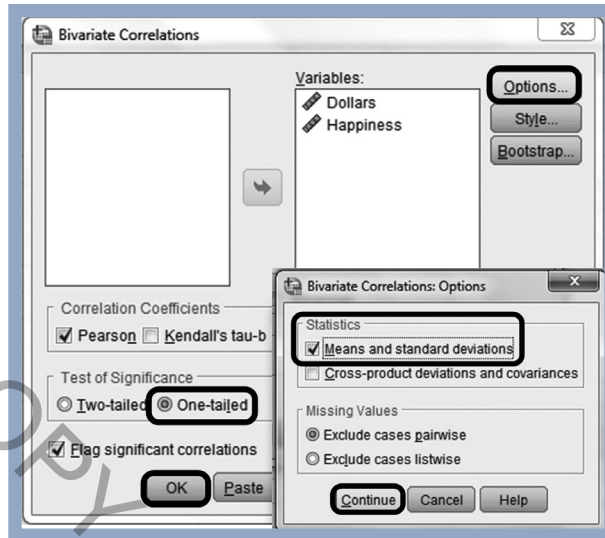 Bivariate Correlations
Variables:
Dollars
Happiness
Options...
Style...
Bootstrap...
Correlation Coefficients
Pearson Kendall's tau-b
Test of Significance
Two-tailed One-tailed
Flag significant correlations
OK Paste
Bivariate Correlations: Options
Statistics
Means and standard deviations
Cross-product deviations and covariances
Missing Values
Exclude cases pairwise
Exclude cases listwise
Continue Cancel Help
OPY